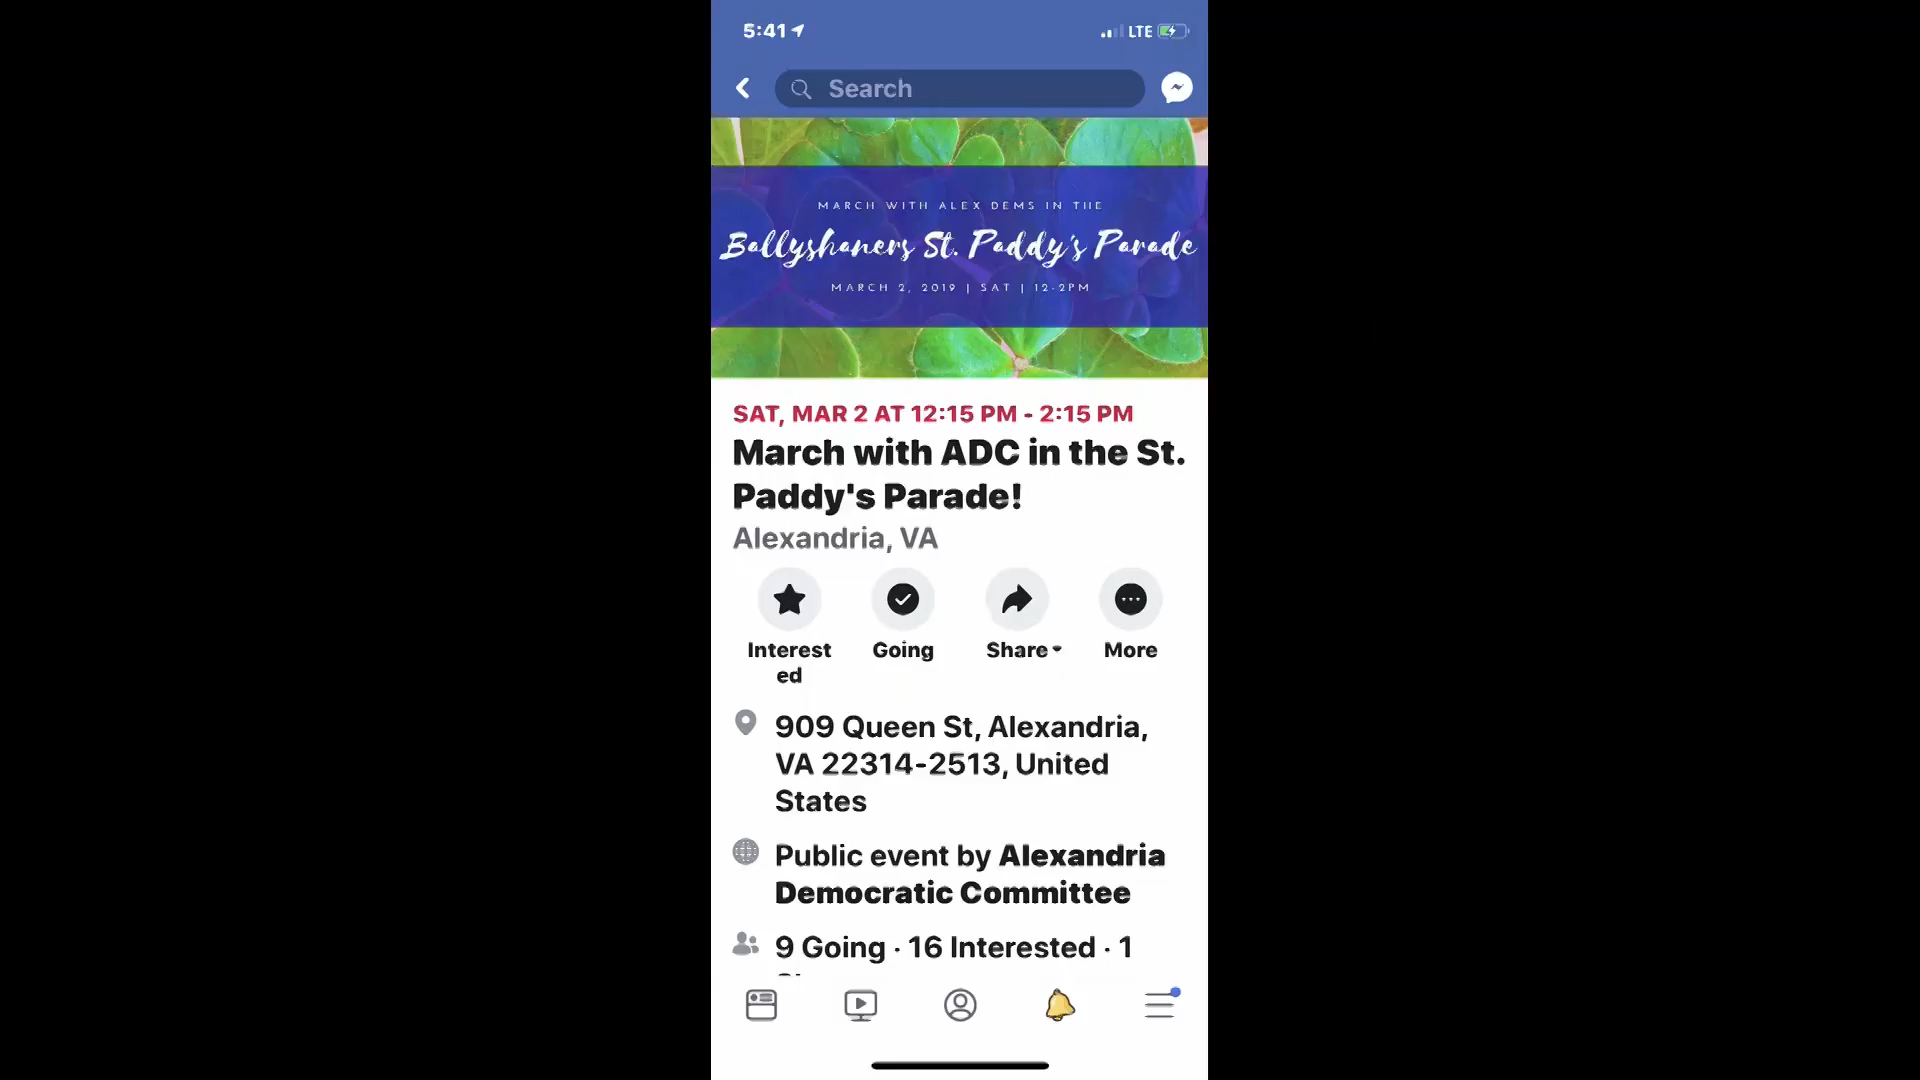 5:41
LTE
Search
MARCH WITH ALEX DEMS IN THE
Ballyshaners St. Paddy's Parade
MARCH 2, 2019 | SAT | 12-2PM
SAT, MAR 2 AT 12:15 PM - 2:15 PM
March with ADC in the St.
Paddy's Parade!
Alexandria, VA
Interest
ed
Going
Share
More
909 Queen St, Alexandria,
VA 22314-2513, United
States
Public event by Alexandria
Democratic Committee
9 Going · 16 Interested · 1